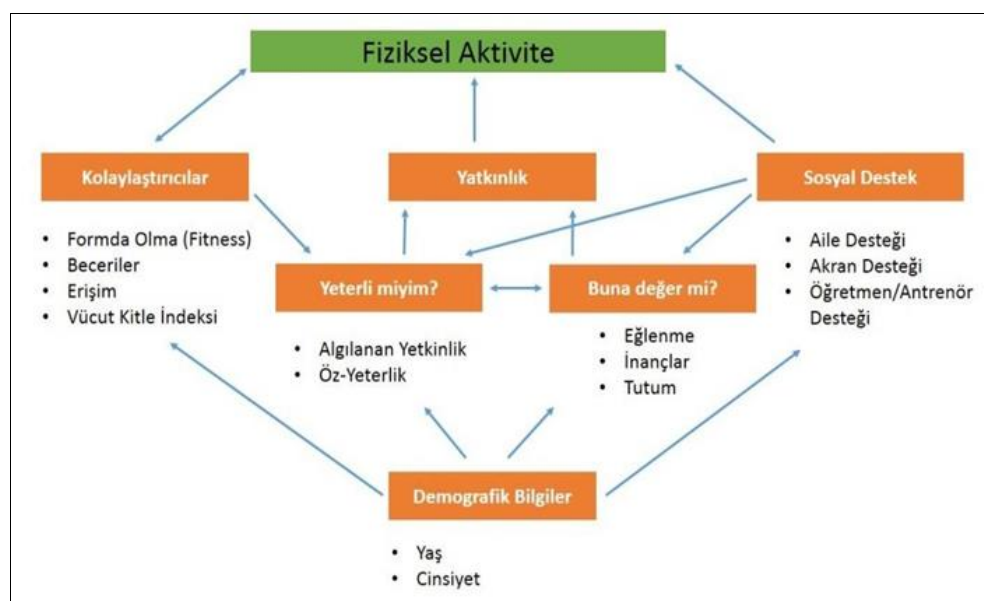 Fiziksel Aktivite
Kolaylaştırıcılar
Yatkınlık
Sosyal Destek
• Formda Olma (Fitness)
• Beceriler
• Erişim
• Vücut Kitle İndeksi
Yeterli miyim?
• Algılanan Yetkinlik
• Öz-Yeterlik
Buna değer mi?
• Eğlenme
• İnançlar
• Tutum
• Aile Desteği
• Akran Desteği
• Öğretmen/Antrenör
Desteği
Demografik Bilgiler
• Yaş
• Cinsiyet